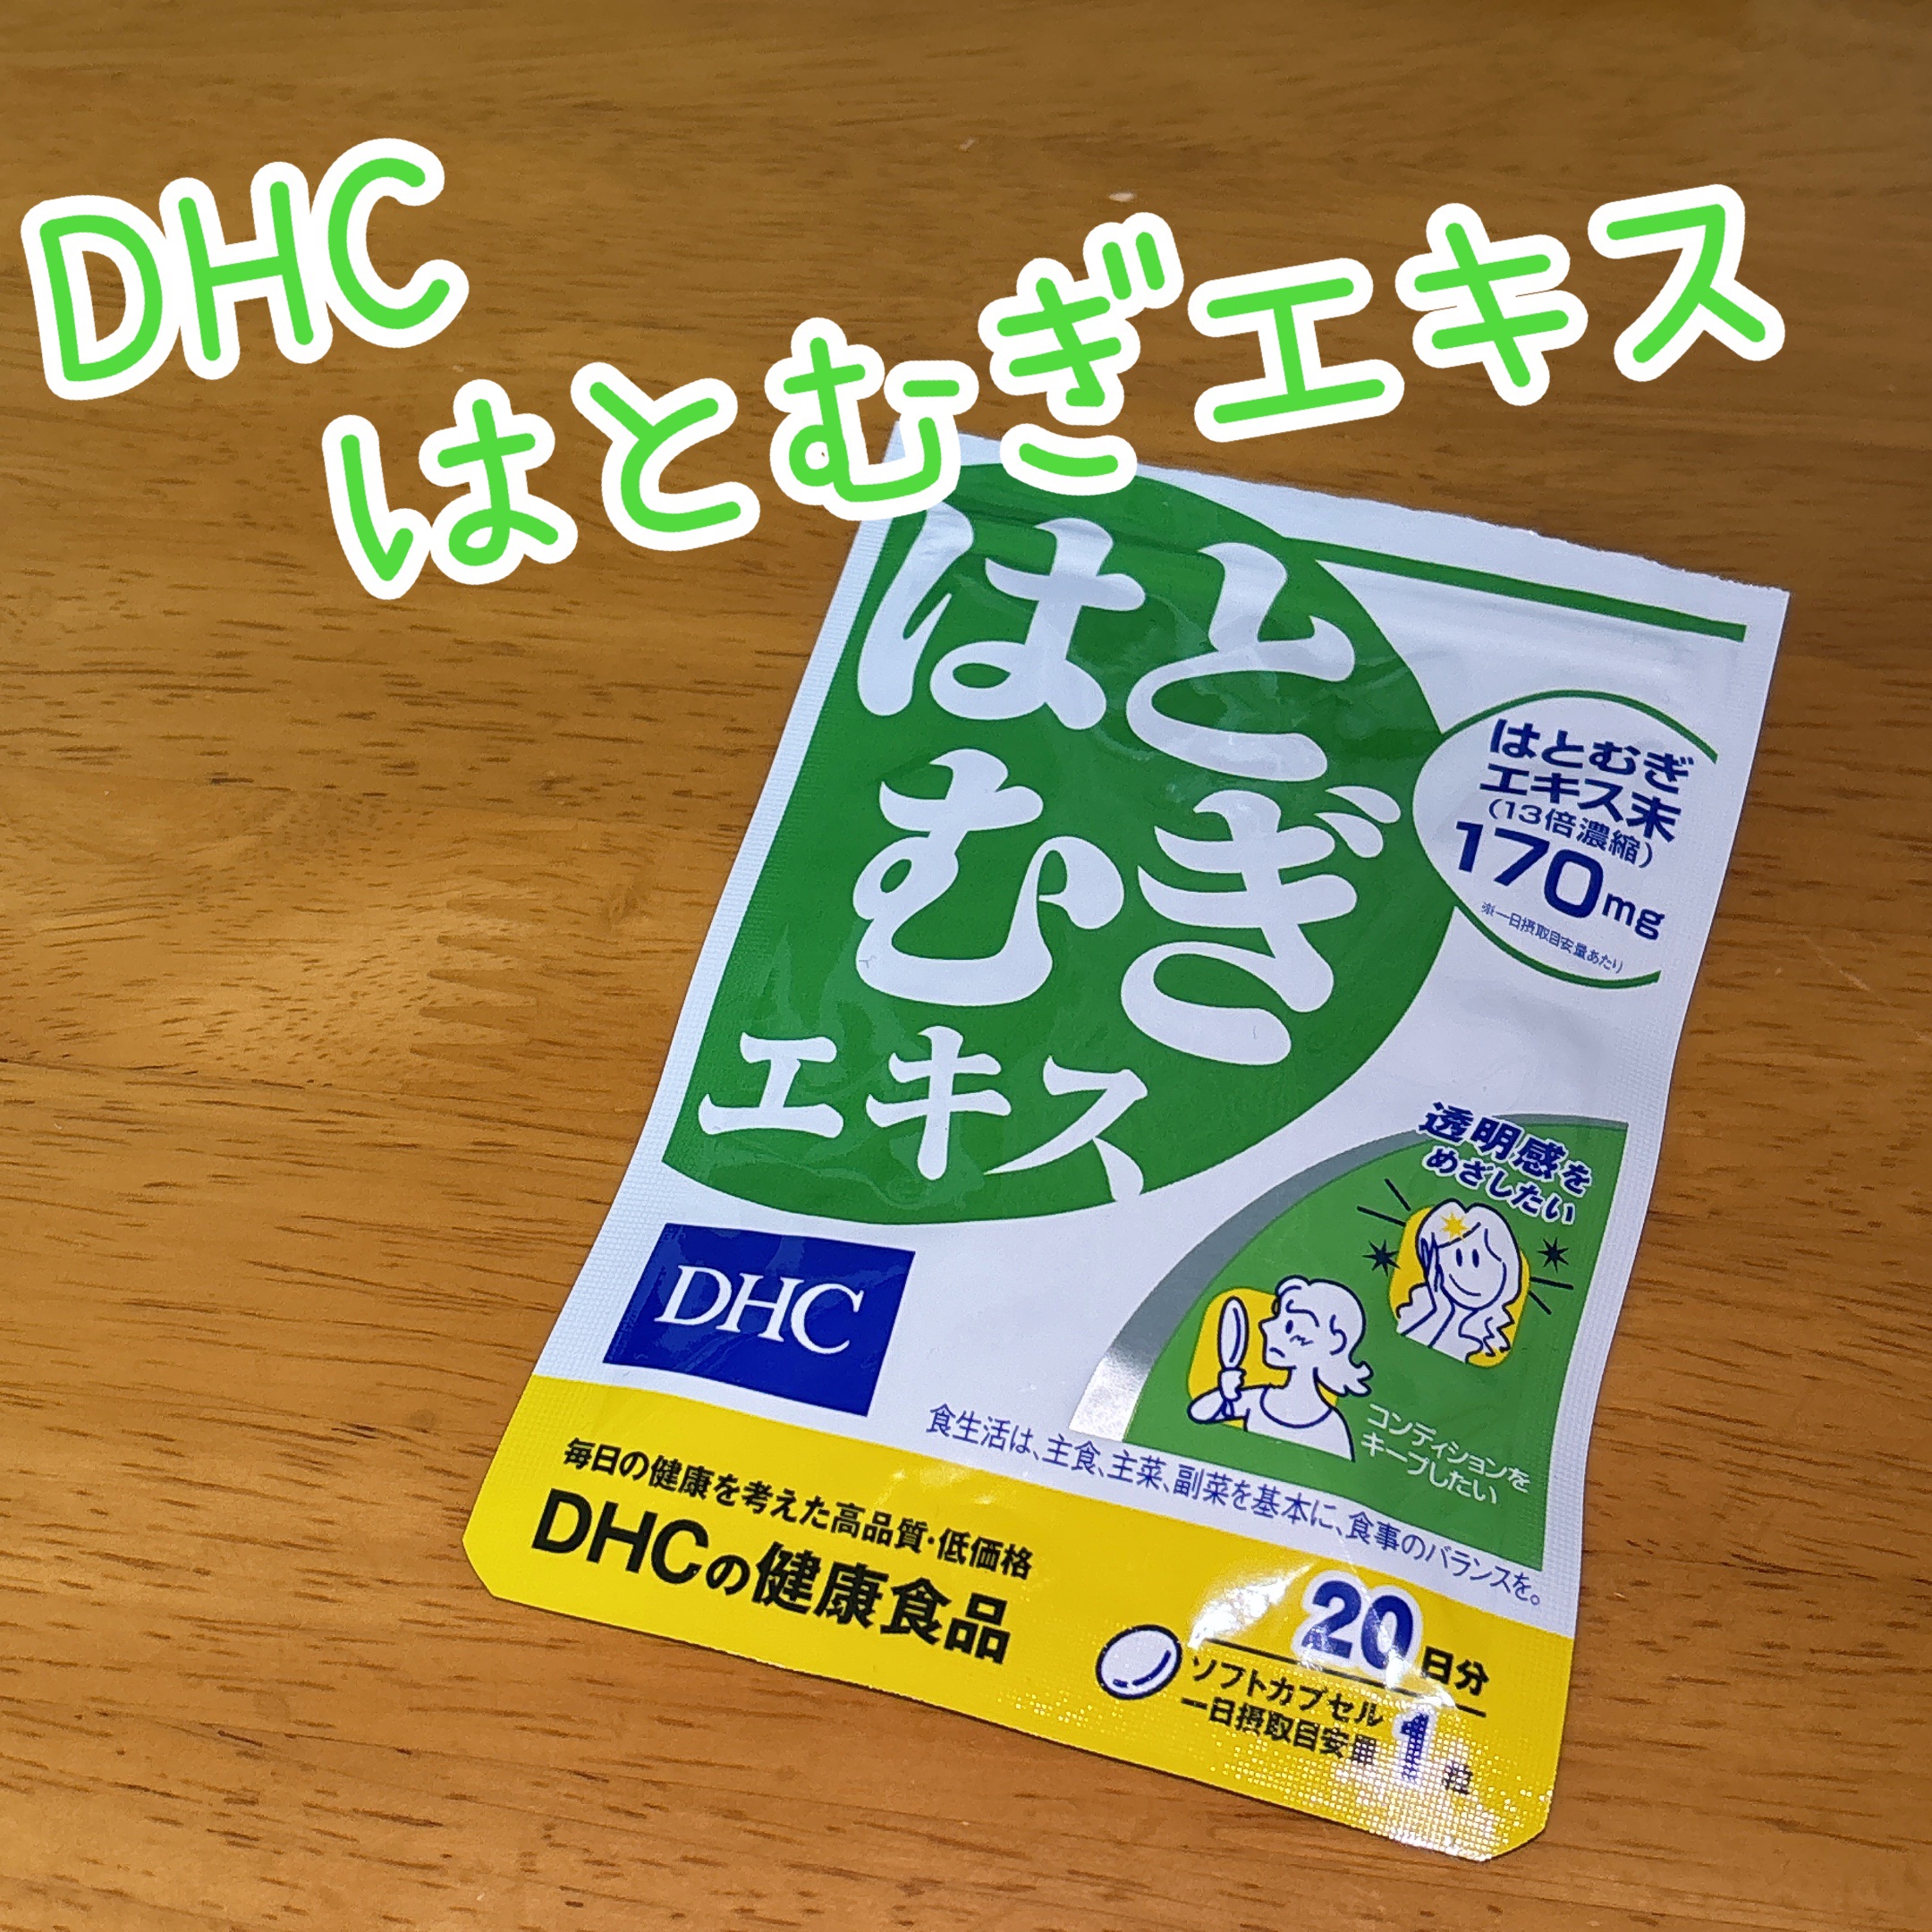 DHC
はとむぎエキス
はと
むぎ
エキス
はとむぎ
エキス末
(13倍濃縮)
170mg
※一日摂取目安量あたり
透明感を
めざしたい
コンディションを
キープしたい
DHC
食生活は、主食、主菜、副菜を基本に、食事のバランスを。
毎日の健康を考えた高品質・低価格
DHCの健康食品
20日分
ソフトカプセル
一日摂取目安量 1粒